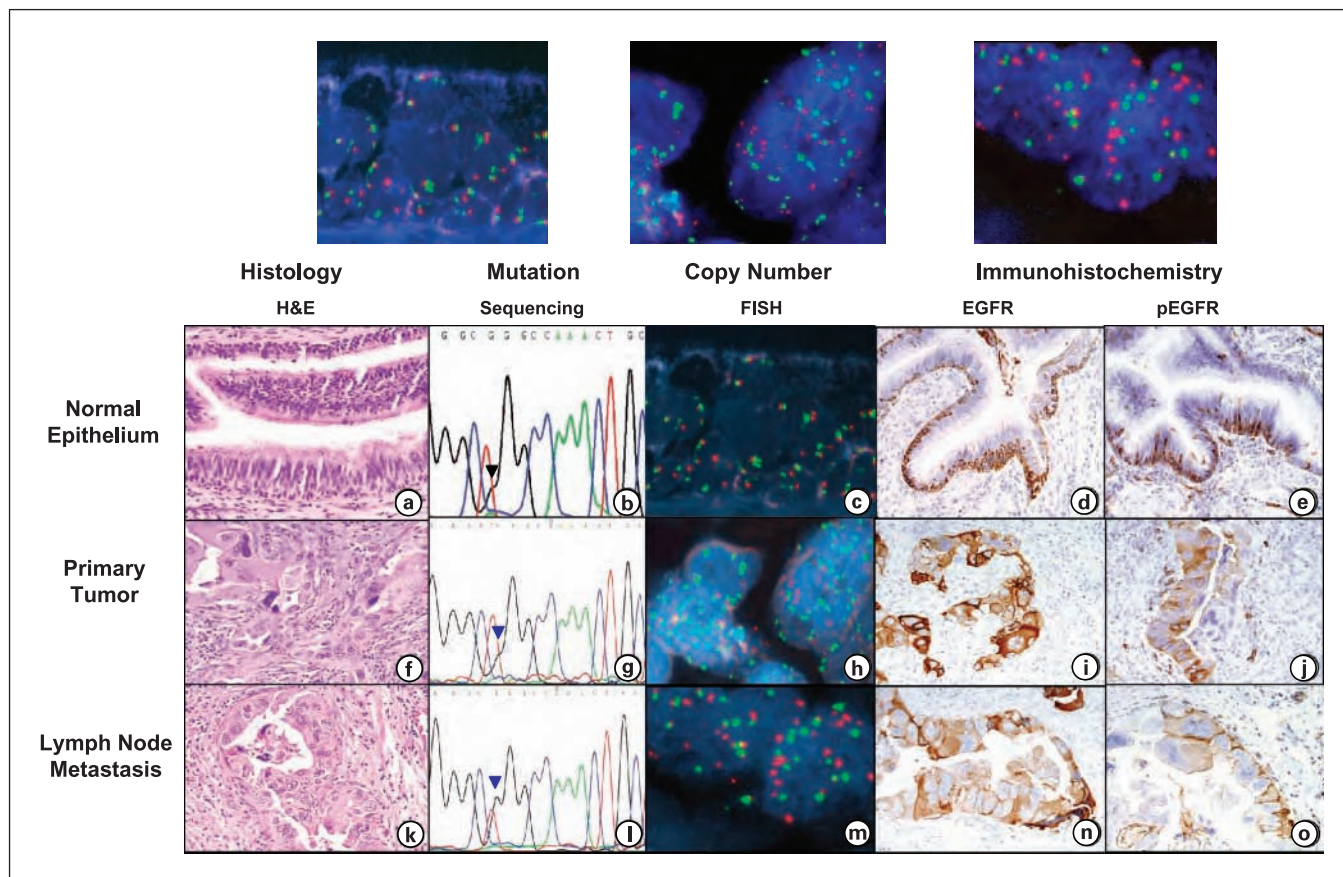 Histology Mutation Copy Number Immunohistochemistry
H&E Sequencing FISH EGFR pEGFR
G G C G G G C C A A A C T G C
Normal
Epithelium
a b c d e
Primary
Tumor
f g h i j
Lymph Node
Metastasis
k l m n o